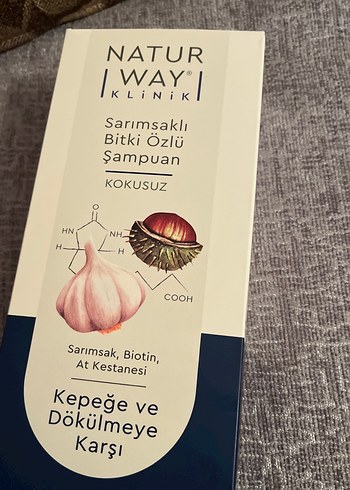 NATUR
WAY®
KLiNiK
Sarımsaklı
Bitki Özlü
Şampuan
KOKUSUZ
O
HN
NH
H
H
COOH
Sarımsak, Biotin,
At Kestanesi
Kepeğe ve
Dökülmeye
Karşı